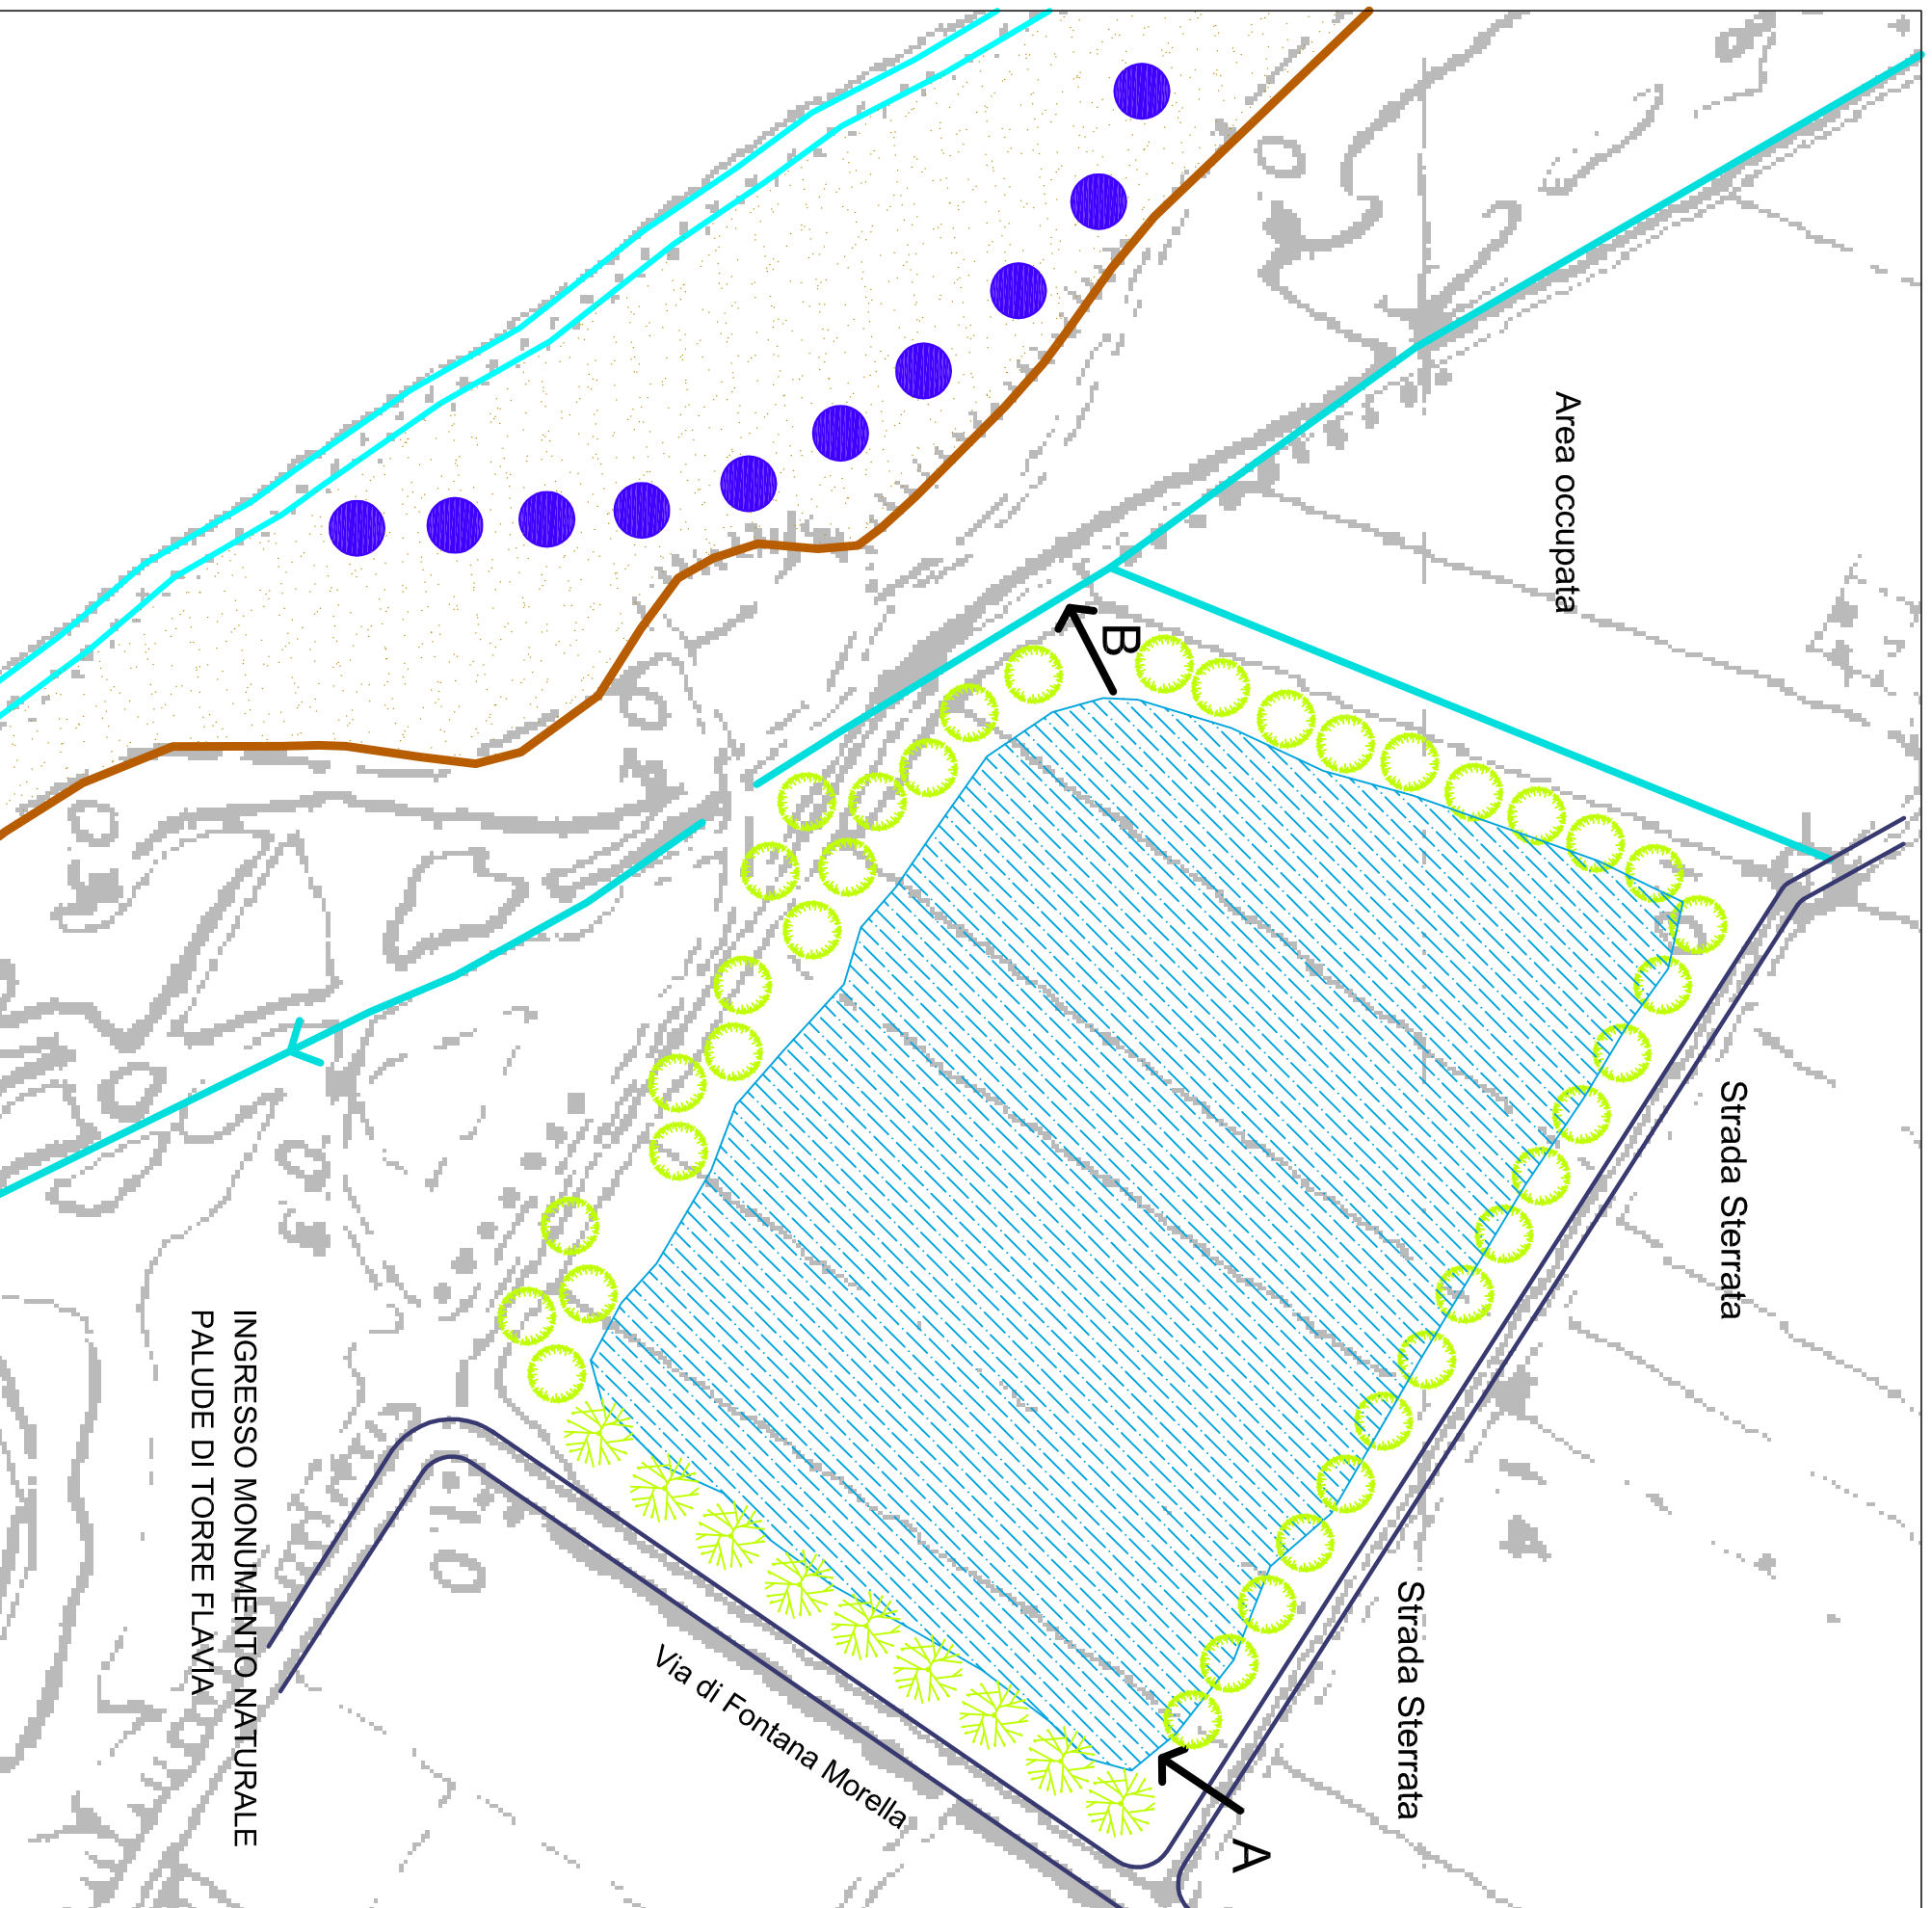 Area occupata
B
Strada Sterrata
Strada Sterrata
INGRESSO MONUMENTO NATURALE
PALUDE DI TORRE FLAVIA
Via di Fontana Morella
A